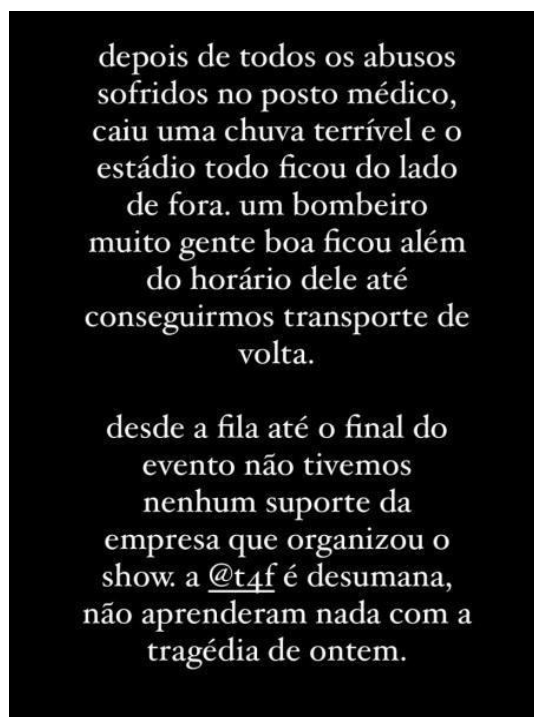 depois de todos os abusos
sofridos no posto médico,
caiu uma chuva terrível e o
estádio todo ficou do lado
de fora. um bombeiro
muito gente boa ficou além
do horário dele até
conseguirmos transporte de
volta.
desde a fila até o final do
evento não tivemos
nenhum suporte da
empresa que organizou o
show. a @t4f é desumana,
não aprenderam nada com a
tragédia de ontem.